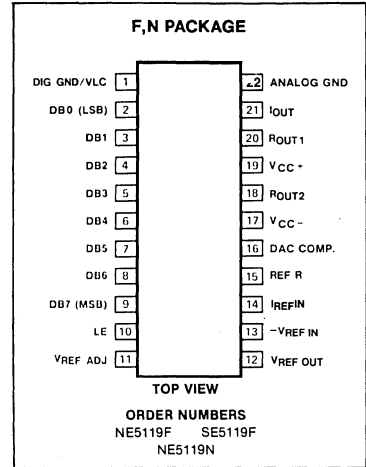 F,N PACKAGE
DIG GND/VLC 1
DB0 (LSB) 2
DB1 3
DB2 4
DB3 5
DB4 6
DB5 7
DB6 8
DB7 (MSB) 9
LE 10
VREF ADJ 11
22 ANALOG GND
21 IOUT
20 ROUT1
19 VCC+
18 ROUT2
17 VCC-
16 DAC COMP.
15 REF R
14 IREFIN
13 -VREF IN
12 VREF OUT
TOP VIEW
ORDER NUMBERS
NE5119F SE5119F
NE5119N